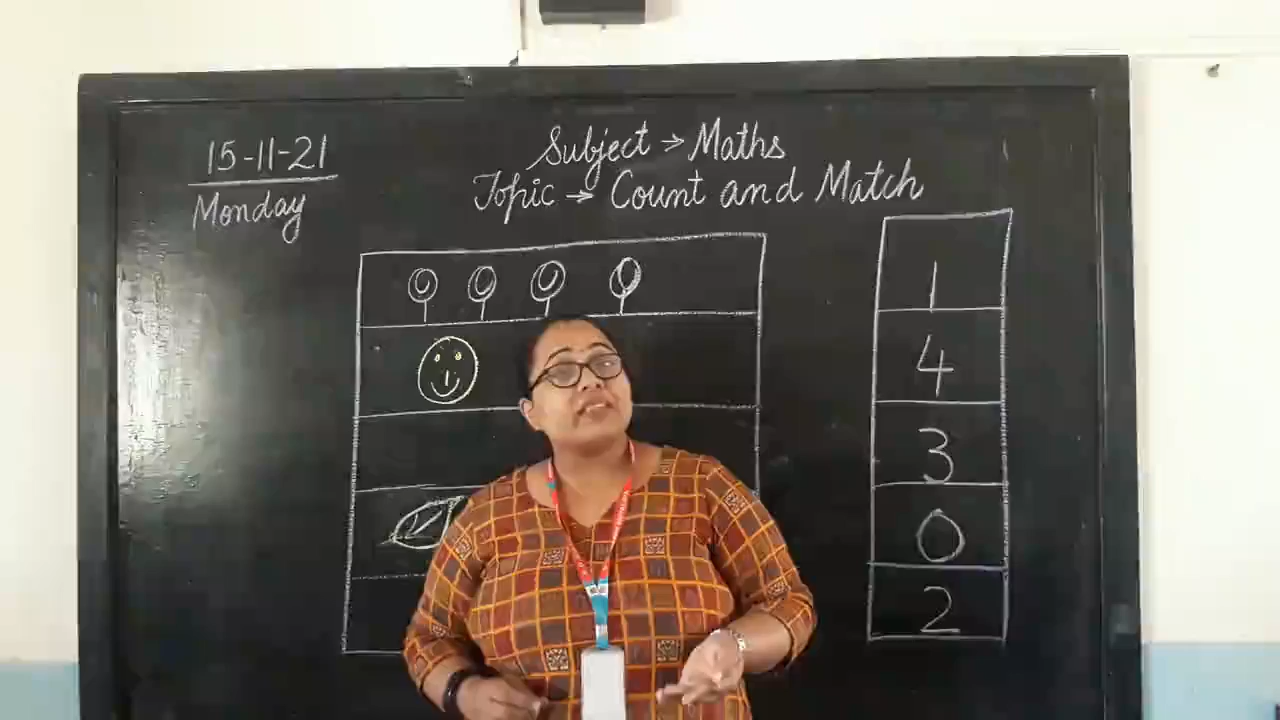 15-11-21
Monday
Subject → Maths
Topic → Count and Match
1
4
3
0
2